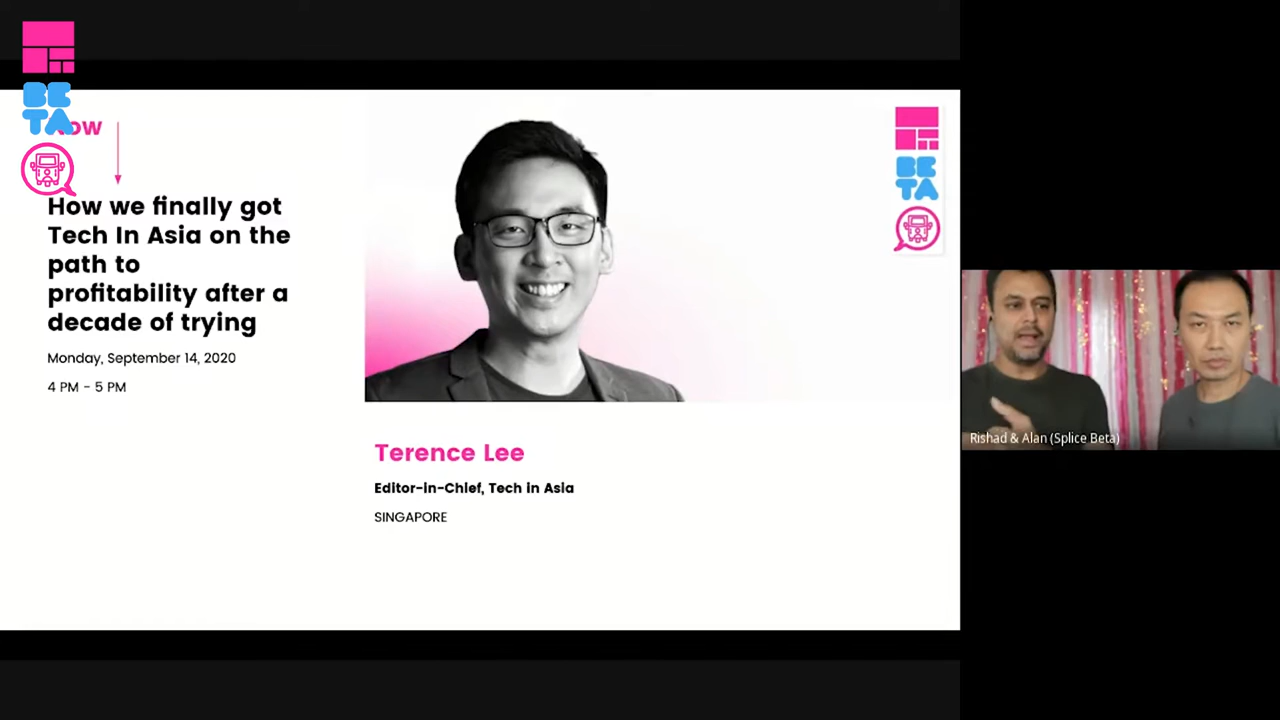 BE
TA
Now
How we finally got
Tech In Asia on the
path to
profitability after a
decade of trying
Monday, September 14, 2020
4 PM - 5 PM
BE
TA
Terence Lee
Editor-in-Chief, Tech in Asia
SINGAPORE
Rishad & Alan (Splice Beta)